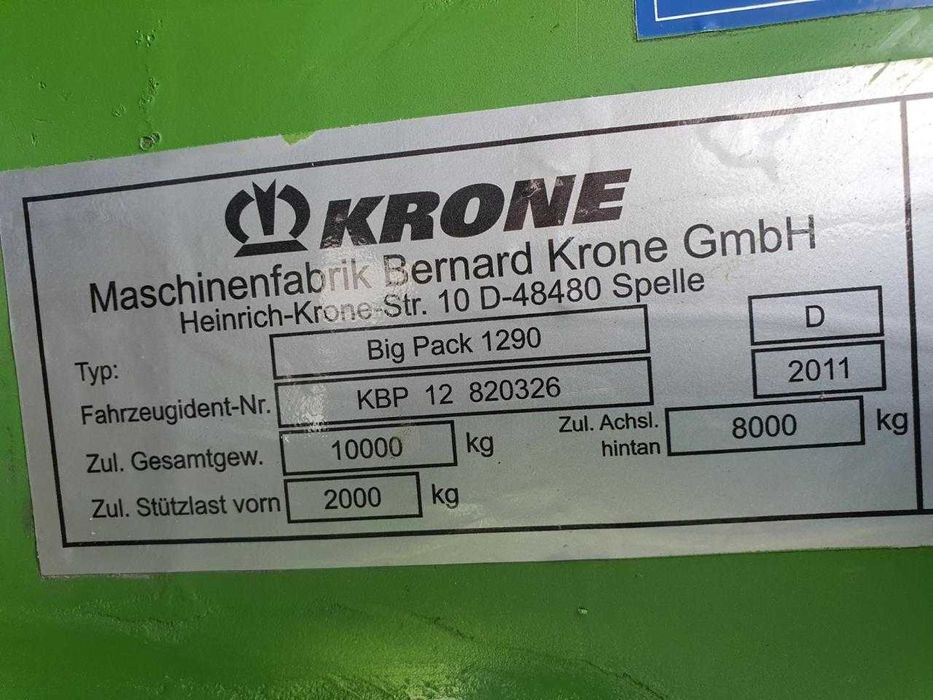 KRONE
Maschinenfabrik Bernard Krone GmbH
Heinrich-Krone-Str. 10 D-48480 Spelle
Typ: Big Pack 1290 D
Fahrzeugident-Nr. KBP 12 820326 2011
Zul. Gesamtgew. 10000 kg Zul. Achsl. hintan 8000 kg
Zul. Stützlast vorn 2000 kg